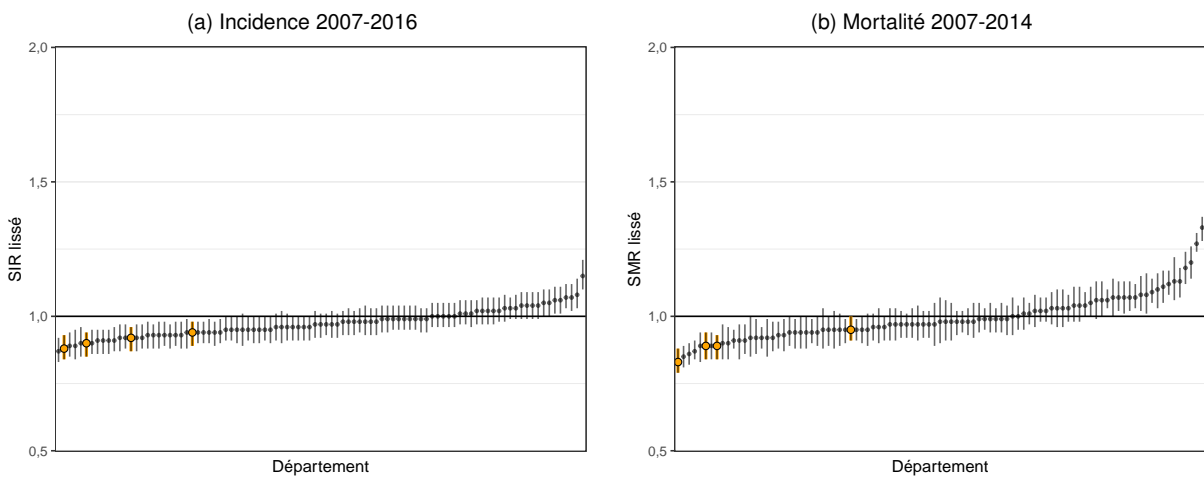 (a) Incidence 2007-2016
2,0
1,5
1,0
0,5
SIR lissé
Département
(b) Mortalité 2007-2014
2,0
1,5
1,0
0,5
SMR lissé
Département